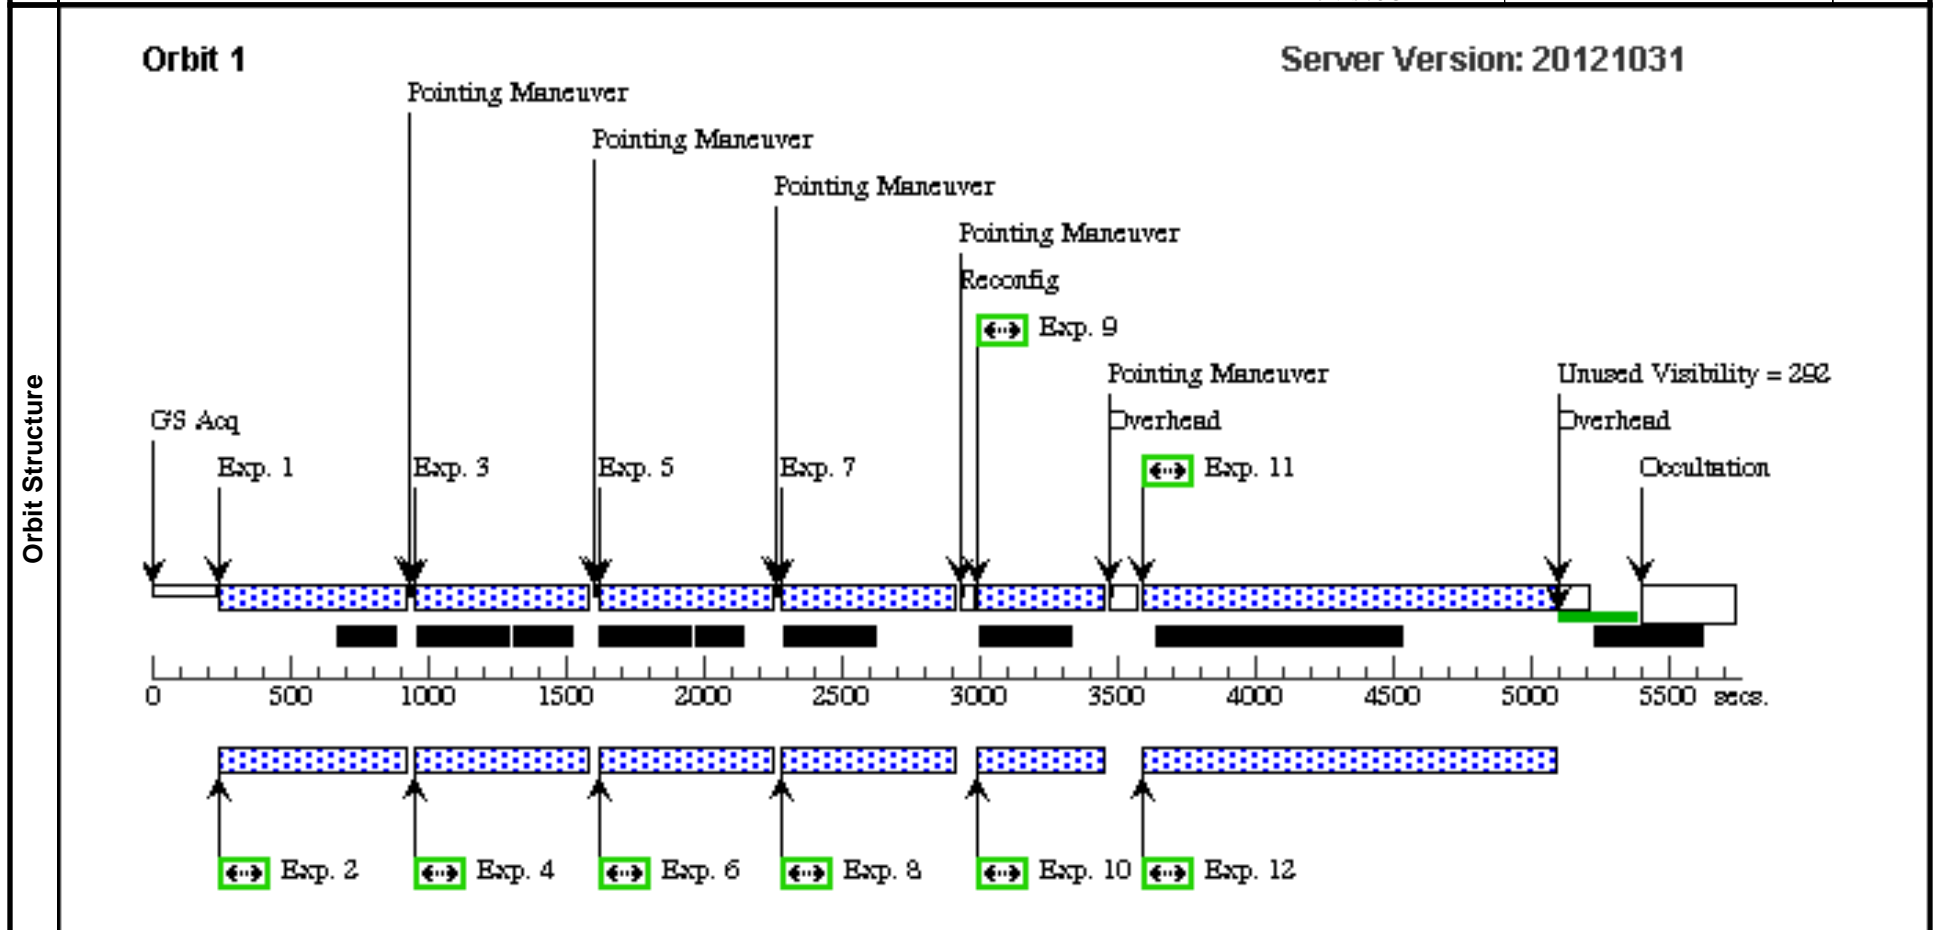 Orbit 1
Server Version: 20121031
Pointing Maneuver
Pointing Maneuver
Pointing Maneuver
Pointing Maneuver
Reconfig
Exp. 9
Pointing Maneuver
Unused Visibility = 292
GS Acq
Overhead
Overhead
Exp. 1
Exp. 3
Exp. 5
Exp. 7
Exp. 11
Occultation
Orbit Structure
0 500 1000 1500 2000 2500 3000 3500 4000 4500 5000 5500 secs.
Exp. 2
Exp. 4
Exp. 6
Exp. 8
Exp. 10
Exp. 12